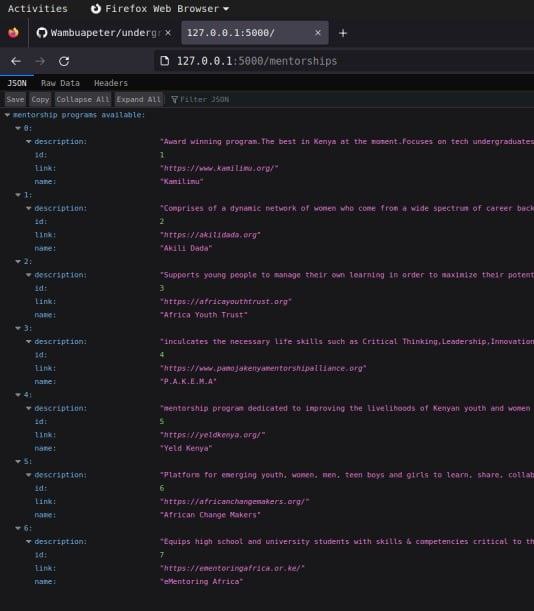 Activities Firefox Web Browser
Wambuapeter/undergr × 127.0.0.1:5000/ × +
127.0.0.1:5000/mentorships
JSON Raw Data Headers
Save Copy Collapse All Expand All Filter JSON
mentorship programs available:
0:
description: "Award winning program.The best in Kenya at the moment.Focuses on tech undergraduates
id: 1
link: "https://www.kamilimu.org/"
name: "Kamilimu"
1:
description: "Comprises of a dynamic network of women who come from a wide spectrum of career back
id: 2
link: "https://akilidada.org"
name: "Akili Dada"
2:
description: "Supports young people to manage their own learning in order to maximize their potent
id: 3
link: "https://africayouthtrust.org"
name: "Africa Youth Trust"
3:
description: "inculcates the necessary life skills such as Critical Thinking,Leadership,Innovation
id: 4
link: "https://www.pamojakenyamentorshipalliance.org"
name: "P.A.K.E.M.A"
4:
description: "mentorship program dedicated to improving the livelihoods of Kenyan youth and women
id: 5
link: "https://yeldkenya.org/"
name: "Yeld Kenya"
5:
description: "Platform for emerging youth, women, men, teen boys and girls to learn, share, collab
id: 6
link: "https://africanchangemakers.org/"
name: "African Change Makers"
6:
description: "Equips high school and university students with skills & competencies critical to th
id: 7
link: "https://ementoringafrica.or.ke/"
name: "eMentoring Africa"